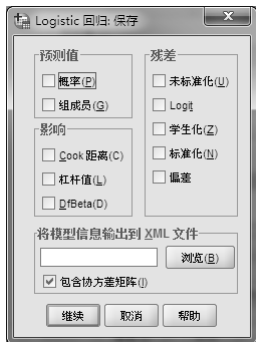 Logistic 回归: 保存
预测值
概率(P)
组成员(G)
影响
Cook 距离(C)
杠杆值(L)
DfBeta(D)
残差
未标准化(U)
Logit
学生化(Z)
标准化(N)
偏差
将模型信息输出到 XML 文件
浏览(B)
包含协方差矩阵(I)
继续 取消 帮助